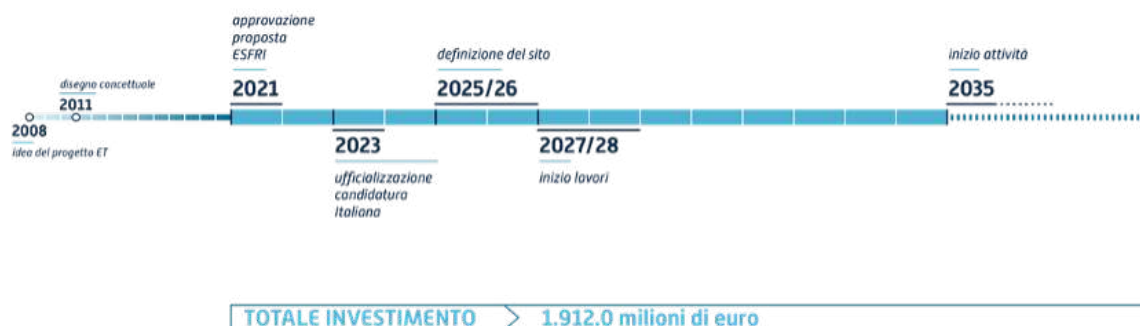 approvazione
proposta
ESFRI
2021
definizione del sito
2025/26
inizio attività
2035
disegno concettuale
2011
2008
idea del progetto ET
2023
ufficializzazione
candidatura
Italiana
2027/28
inizio lavori
TOTALE INVESTIMENTO
1.912,0 milioni di euro